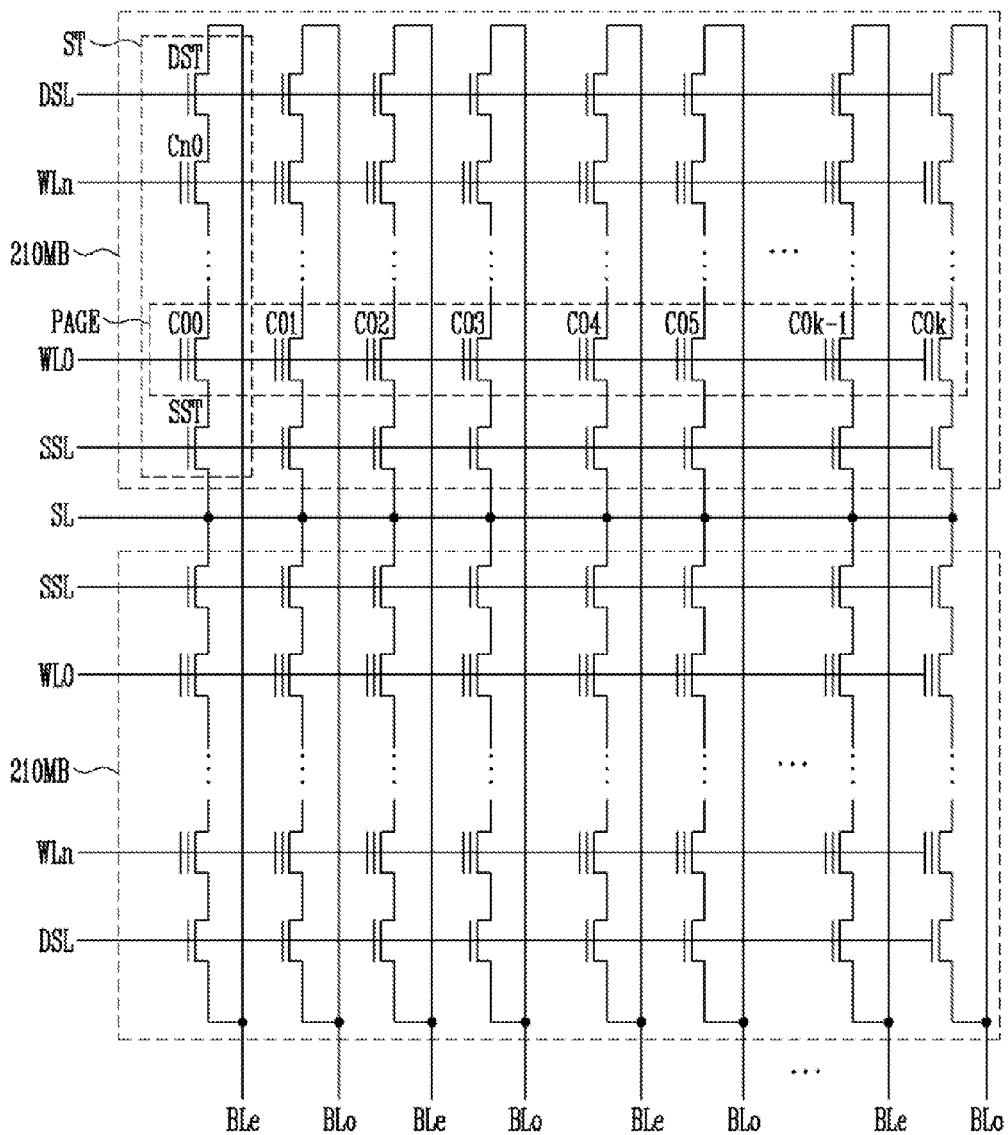 ST
DST
DSL
Cn0
WLn
210MB
...
PAGE
C00 C01 C02 C03 C04 C05 C0k-1 C0k
WL0
SST
SSL
SL
SSL
WL0
210MB
...
WLn
DSL
...
BLe BLo BLe BLo BLe BLo BLe BLo